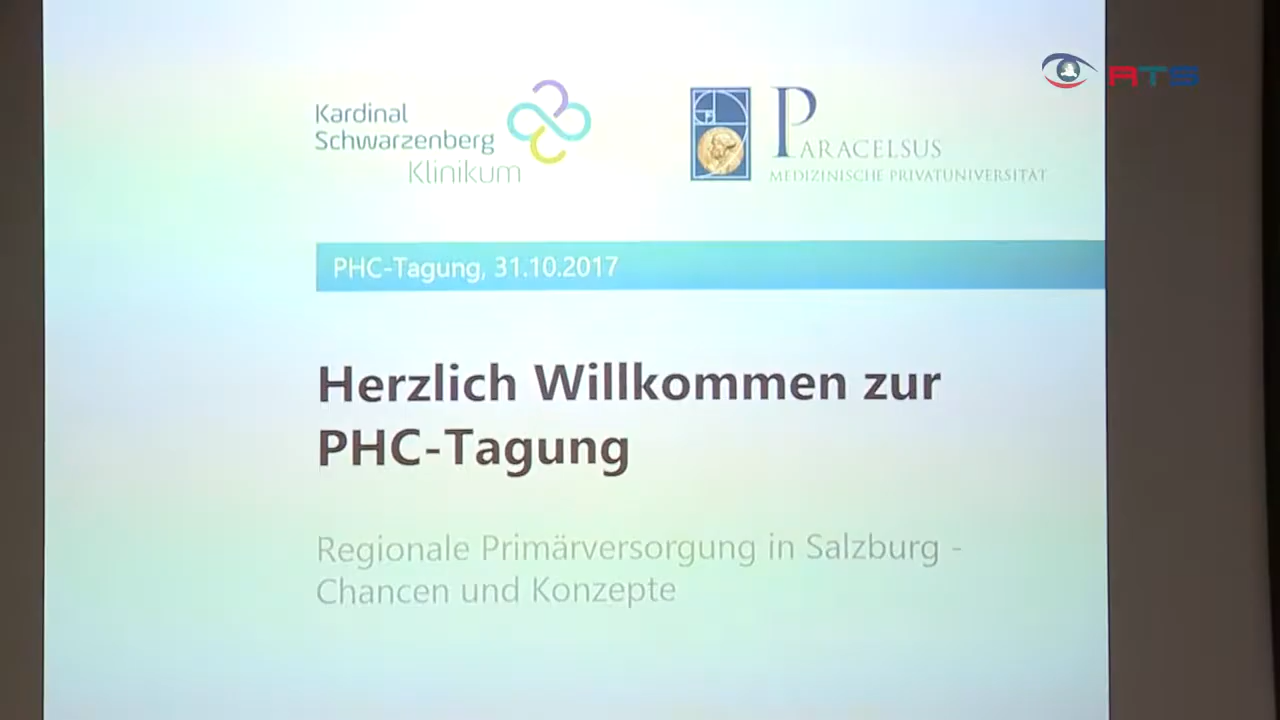 RTS
Kardinal
Schwarzenberg
Klinikum
PARACELSUS
MEDIZINISCHE PRIVATUNIVERSITÄT
PHC-Tagung, 31.10.2017
Herzlich Willkommen zur
PHC-Tagung
Regionale Primärversorgung in Salzburg -
Chancen und Konzepte